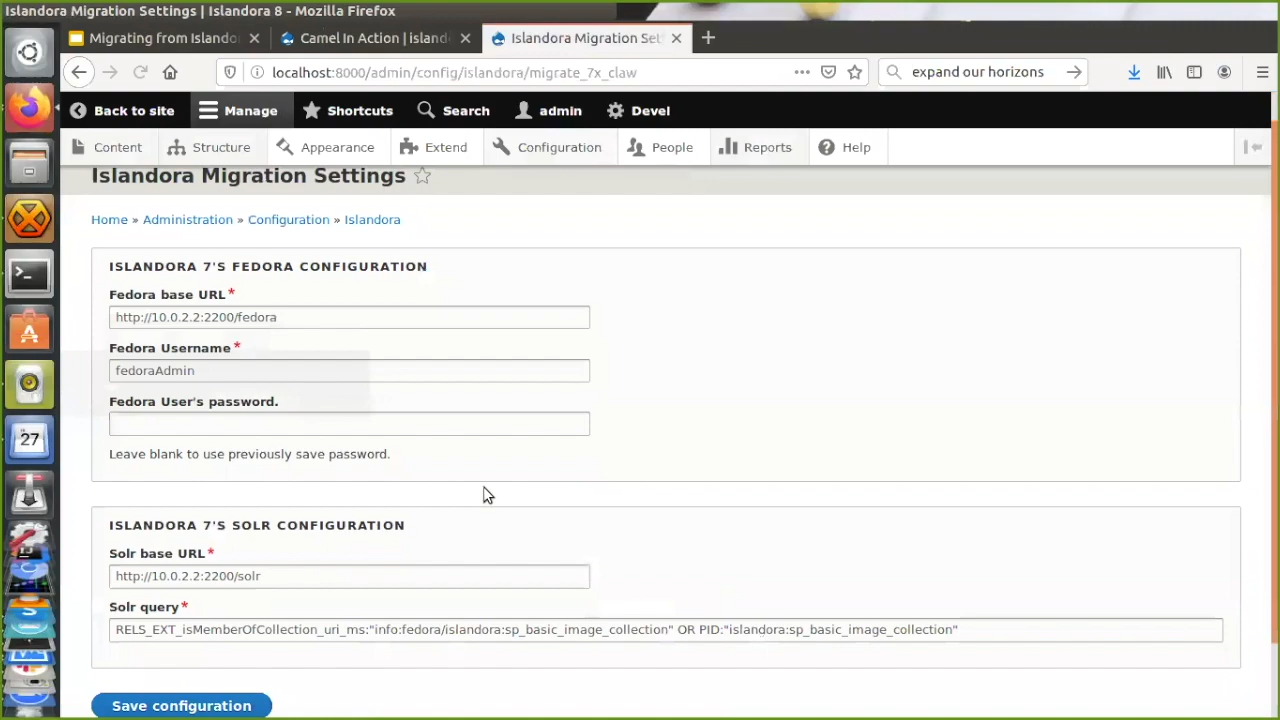 Islandora Migration Settings | Islandora 8 - Mozilla Firefox
Migrating from Islando
Camel In Action | island
Islandora Migration Set
localhost:8000/admin/config/islandora/migrate_7x_claw
expand our horizons
Back to site
Manage
Shortcuts
Search
admin
Devel
Content
Structure
Appearance
Extend
Configuration
People
Reports
Help
Islandora Migration Settings
Home » Administration » Configuration » Islandora
ISLANDORA 7'S FEDORA CONFIGURATION
Fedora base URL*
http://10.0.2.2:2200/fedora
Fedora Username*
fedoraAdmin
Fedora User's password.
Leave blank to use previously save password.
ISLANDORA 7'S SOLR CONFIGURATION
Solr base URL*
http://10.0.2.2:2200/solr
Solr query*
RELS_EXT_isMemberOfCollection_uri_ms:"info:fedora/islandora:sp_basic_image_collection" OR PID:"islandora:sp_basic_image_collection"
Save configuration
27